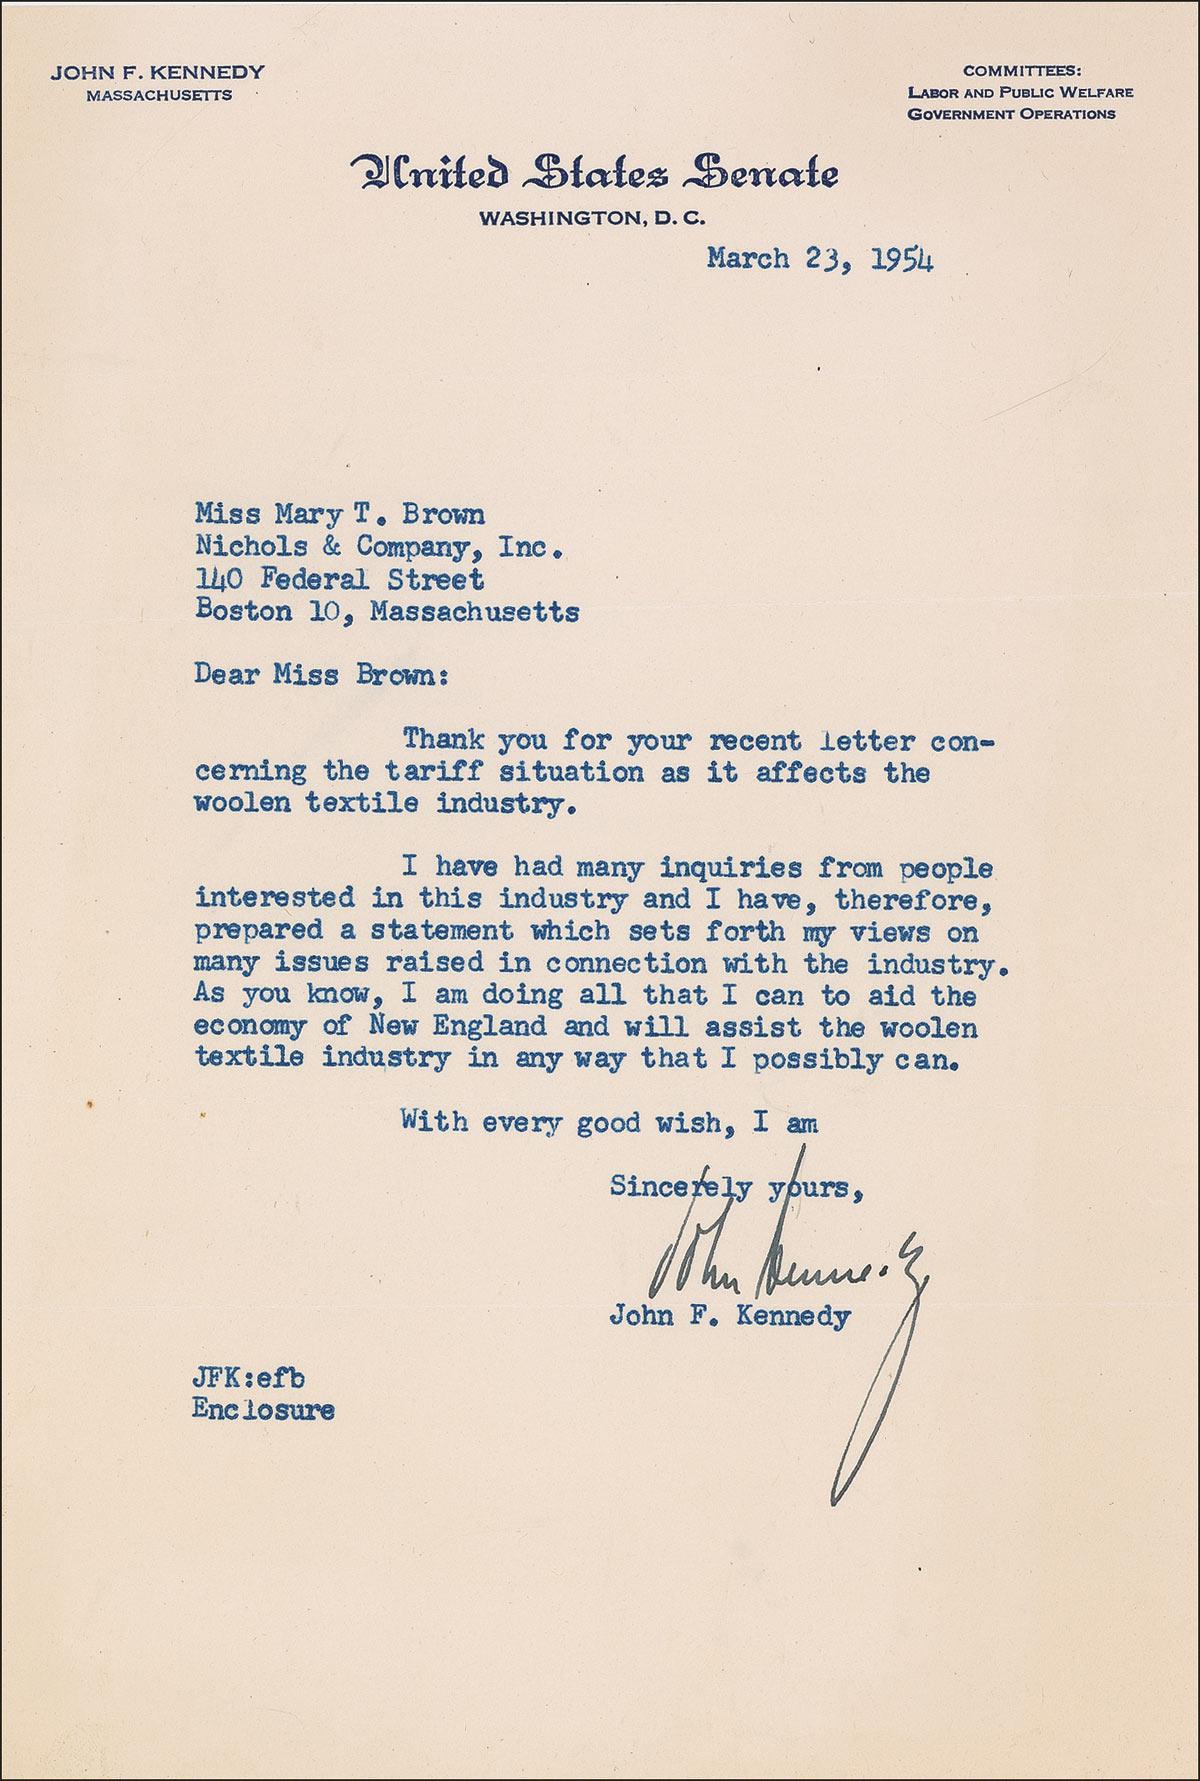 JOHN F. KENNEDY
MASSACHUSETTS
COMMITTEES:
LABOR AND PUBLIC WELFARE
GOVERNMENT OPERATIONS
United States Senate
WASHINGTON, D. C.
March 23, 1954
Miss Mary T. Brown
Nichols & Company, Inc.
140 Federal Street
Boston 10, Massachusetts
Dear Miss Brown:
Thank you for your recent letter con-
cerning the tariff situation as it affects the
woolen textile industry.
I have had many inquiries from people
interested in this industry and I have, therefore,
prepared a statement which sets forth my views on
many issues raised in connection with the industry.
As you know, I am doing all that I can to aid the
economy of New England and will assist the woolen
textile industry in any way that I possibly can.
With every good wish, I am
Sincerely yours,
John Kennedy
John F. Kennedy
JFK:efb
Enclosure